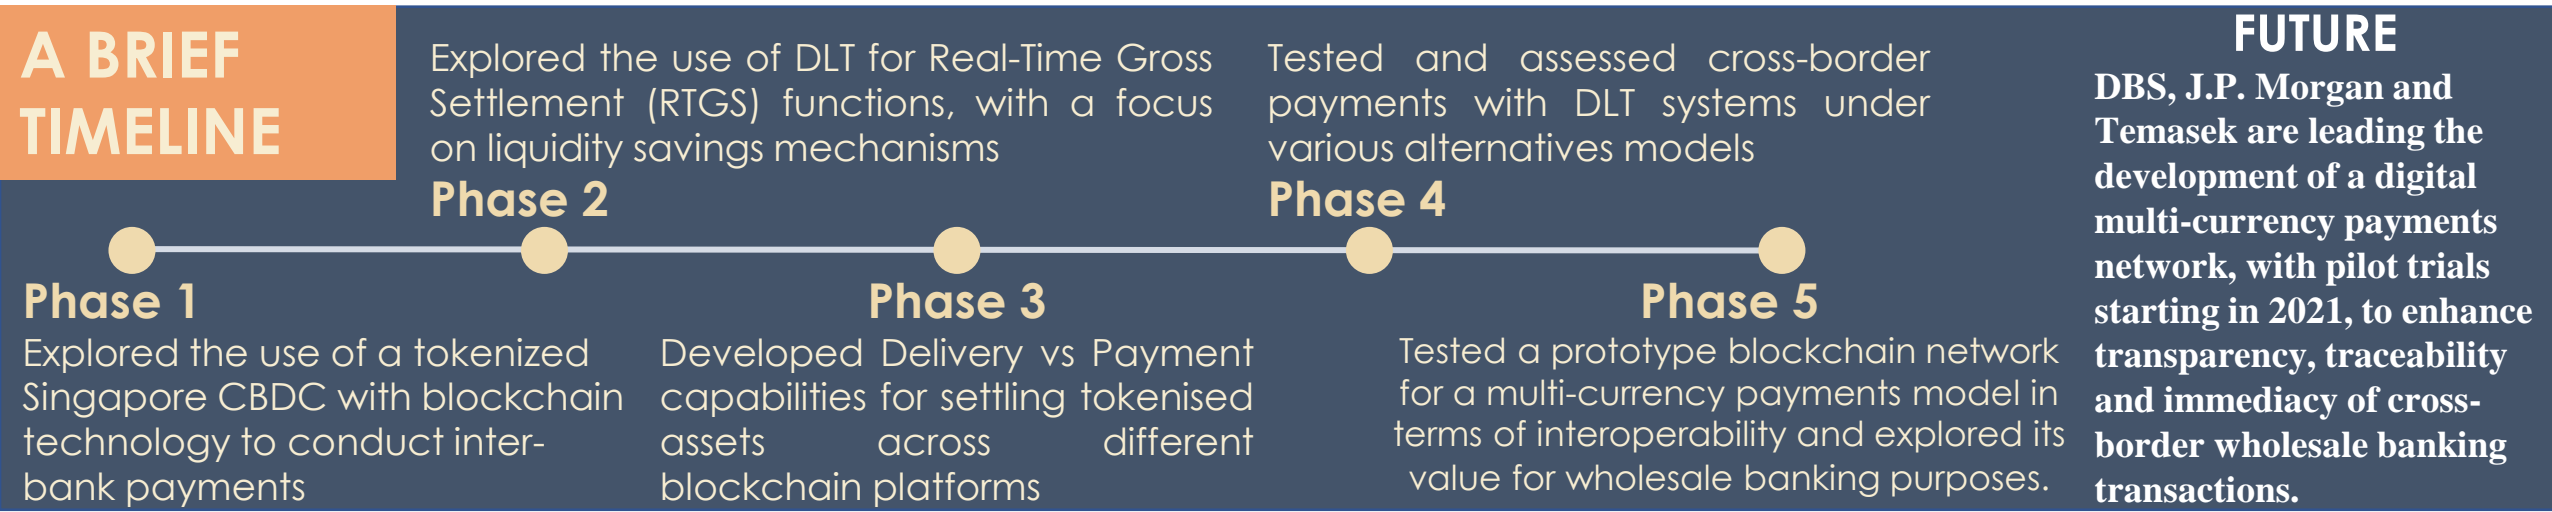 A BRIEF
TIMELINE
Phase 1
Explored the use of a tokenized
Singapore CBDC with blockchain
technology to conduct inter-
bank payments
Explored the use of DLT for Real-Time Gross
Settlement (RTGS) functions, with a focus
on liquidity savings mechanisms
Phase 2
Phase 3
Developed Delivery vs Payment
capabilities for settling tokenised
assets across different
blockchain platforms
Tested and assessed cross-border
payments with DLT systems under
various alternatives models
Phase 4
Phase 5
Tested a prototype blockchain network
for a multi-currency payments model in
terms of interoperability and explored its
value for wholesale banking purposes.
FUTURE
DBS, J.P. Morgan and
Temasek are leading the
development of a digital
multi-currency payments
network, with pilot trials
starting in 2021, to enhance
transparency, traceability
and immediacy of cross-
border wholesale banking
transactions.